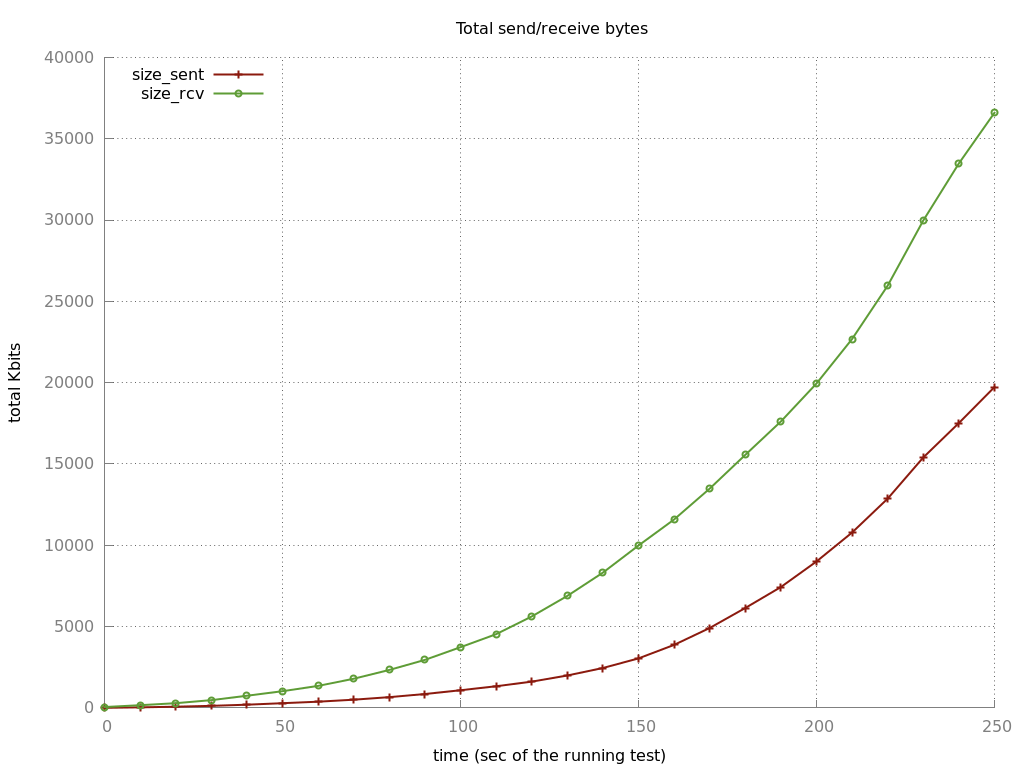 Total send/receive bytes
40000
size_sent
size_rcv
35000
30000
25000
total Kbits
20000
15000
10000
5000
0
0 50 100 150 200 250
time (sec of the running test)